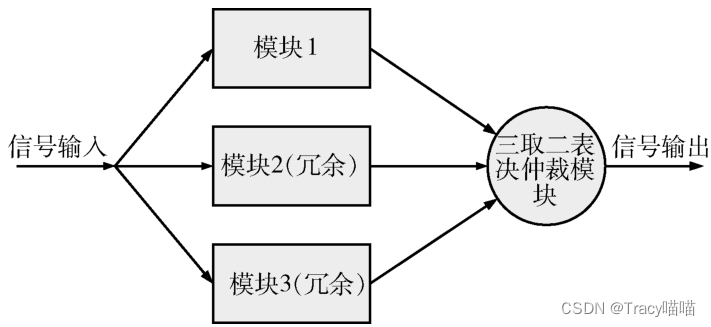 模块1
信号输入
模块2(冗余)
三取二表
决仲裁模
块
信号输出
模块3(冗余)
CSDN @Tracy喵喵